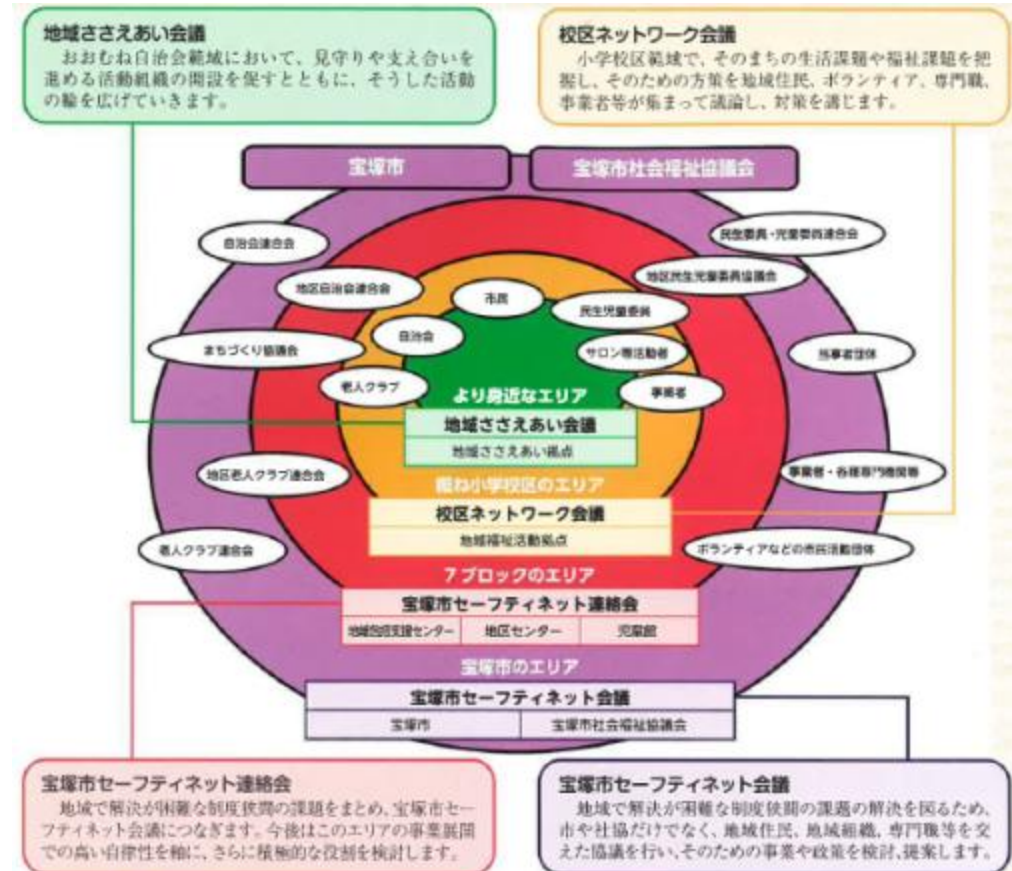 地域ささえあい会議
おおむね自治会範域において、見守りや支え合いを
進める活動組織の開設を促すとともに、そうした活動
の輪を広げていきます。
校区ネットワーク会議
小学校区範域で、そのまちの生活課題や福祉課題を把
握し、そのための方策を地域住民、ボランティア、専門職、
事業者等が集まって議論し、対策を講じます。
宝塚市
宝塚市社会福祉協議会
自治会連合会
民生委員・児童委員連合会
地区自治会連合会
地区民生児童委員協議会
市民
民生児童委員
自治会
まちづくり協議会
サロン等活動者
当事者団体
老人クラブ
事業者
より身近なエリア
地域ささえあい会議
地域ささえあい拠点
地区老人クラブ連合会
事業者・各種専門機関等
概ね小学校区のエリア
校区ネットワーク会議
地域福祉活動拠点
老人クラブ連合会
ボランティアなどの市民活動団体
7ブロックのエリア
宝塚市セーフティネット連絡会
地域包括支援センター
地区センター
児童館
宝塚市のエリア
宝塚市セーフティネット会議
宝塚市
宝塚市社会福祉協議会
宝塚市セーフティネット連絡会
地域で解決が困難な制度狭間の課題をまとめ、宝塚市セー
フティネット会議につなぎます。今後はこのエリアの事業展開
での高い自律性を軸に、さらに積極的な役割を検討します。
宝塚市セーフティネット会議
地域で解決が困難な制度狭間の課題の解決を図るため、
市や社協だけでなく、地域住民、地域組織、専門職等を交
えた協議を行い、そのための事業や政策を検討、提案します。